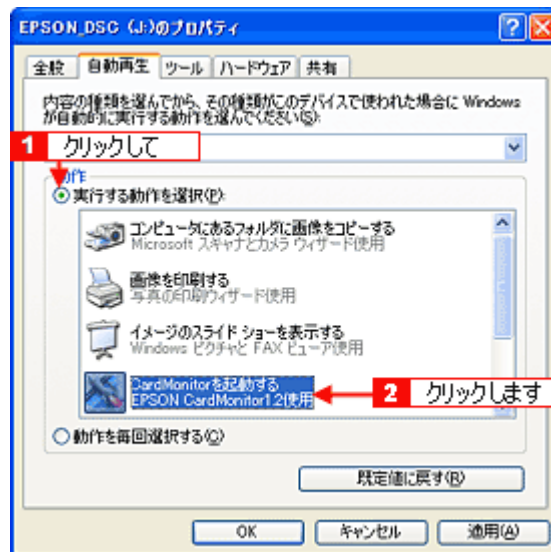 EPSON_DSC (J:)のプロパティ
全般 自動再生 ツール ハードウェア 共有
内容の種類を選んでから、その種類がこのデバイスで使われた場合に Windows
が自動的に実行する動作を選んでください(S):
1 クリックして
動作
実行する動作を選択(P):
コンピュータにあるフォルダに画像をコピーする
Microsoft スキャナとカメラ ウィザード使用
画像を印刷する
写真の印刷ウィザード使用
イメージのスライド ショーを表示する
Windows ピクチャと FAX ビューア使用
CardMonitorを起動する
EPSON CardMonitor1.2使用
2 クリックします
動作を毎回選択する(C)
既定値に戻す(R)
OK キャンセル 適用(A)